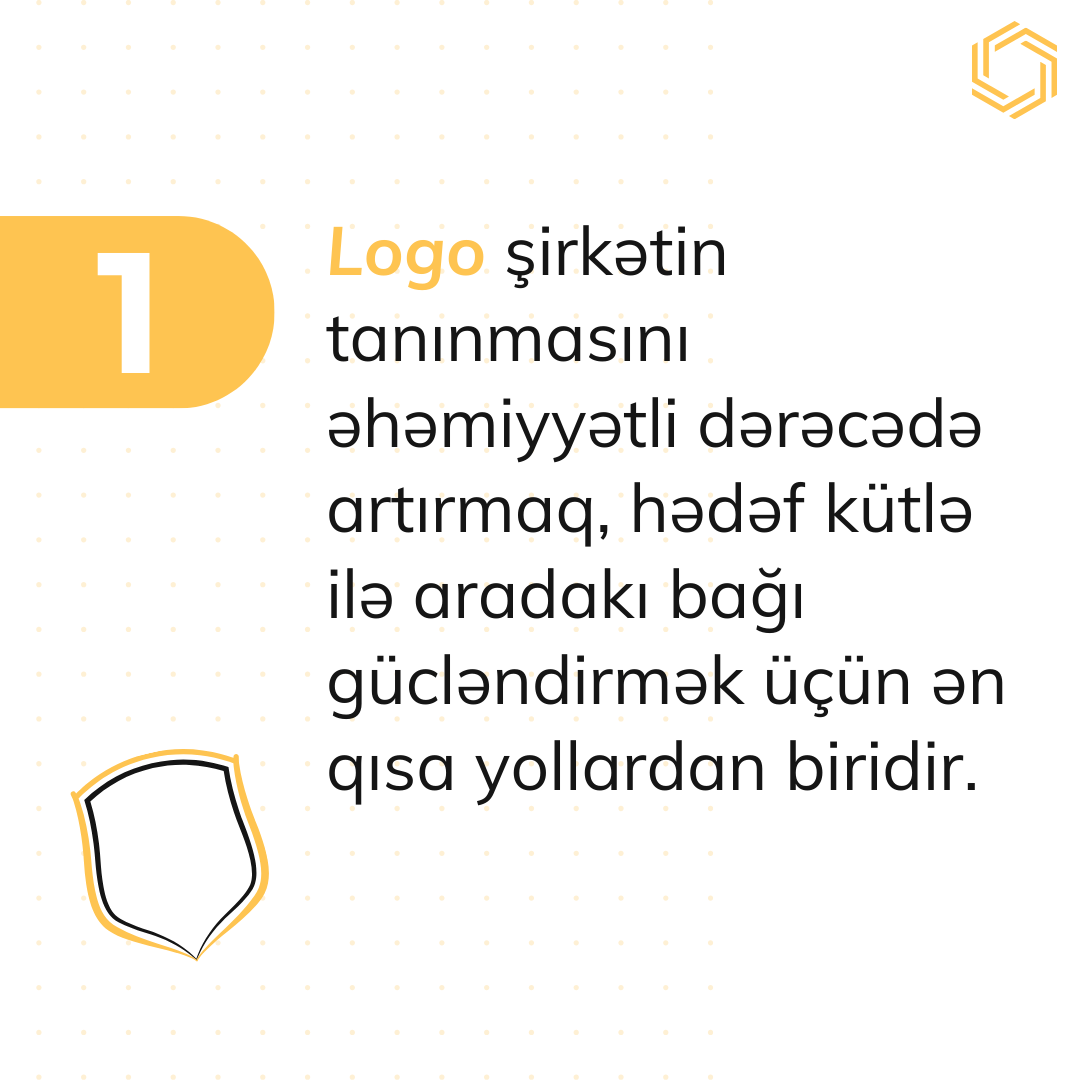 1
Logo şirkətin
tanınmasını
əhəmiyyətli dərəcədə
artırmaq, hədəf kütlə
ilə aradakı bağı
gücləndirmək üçün ən
qısa yollardan biridir.